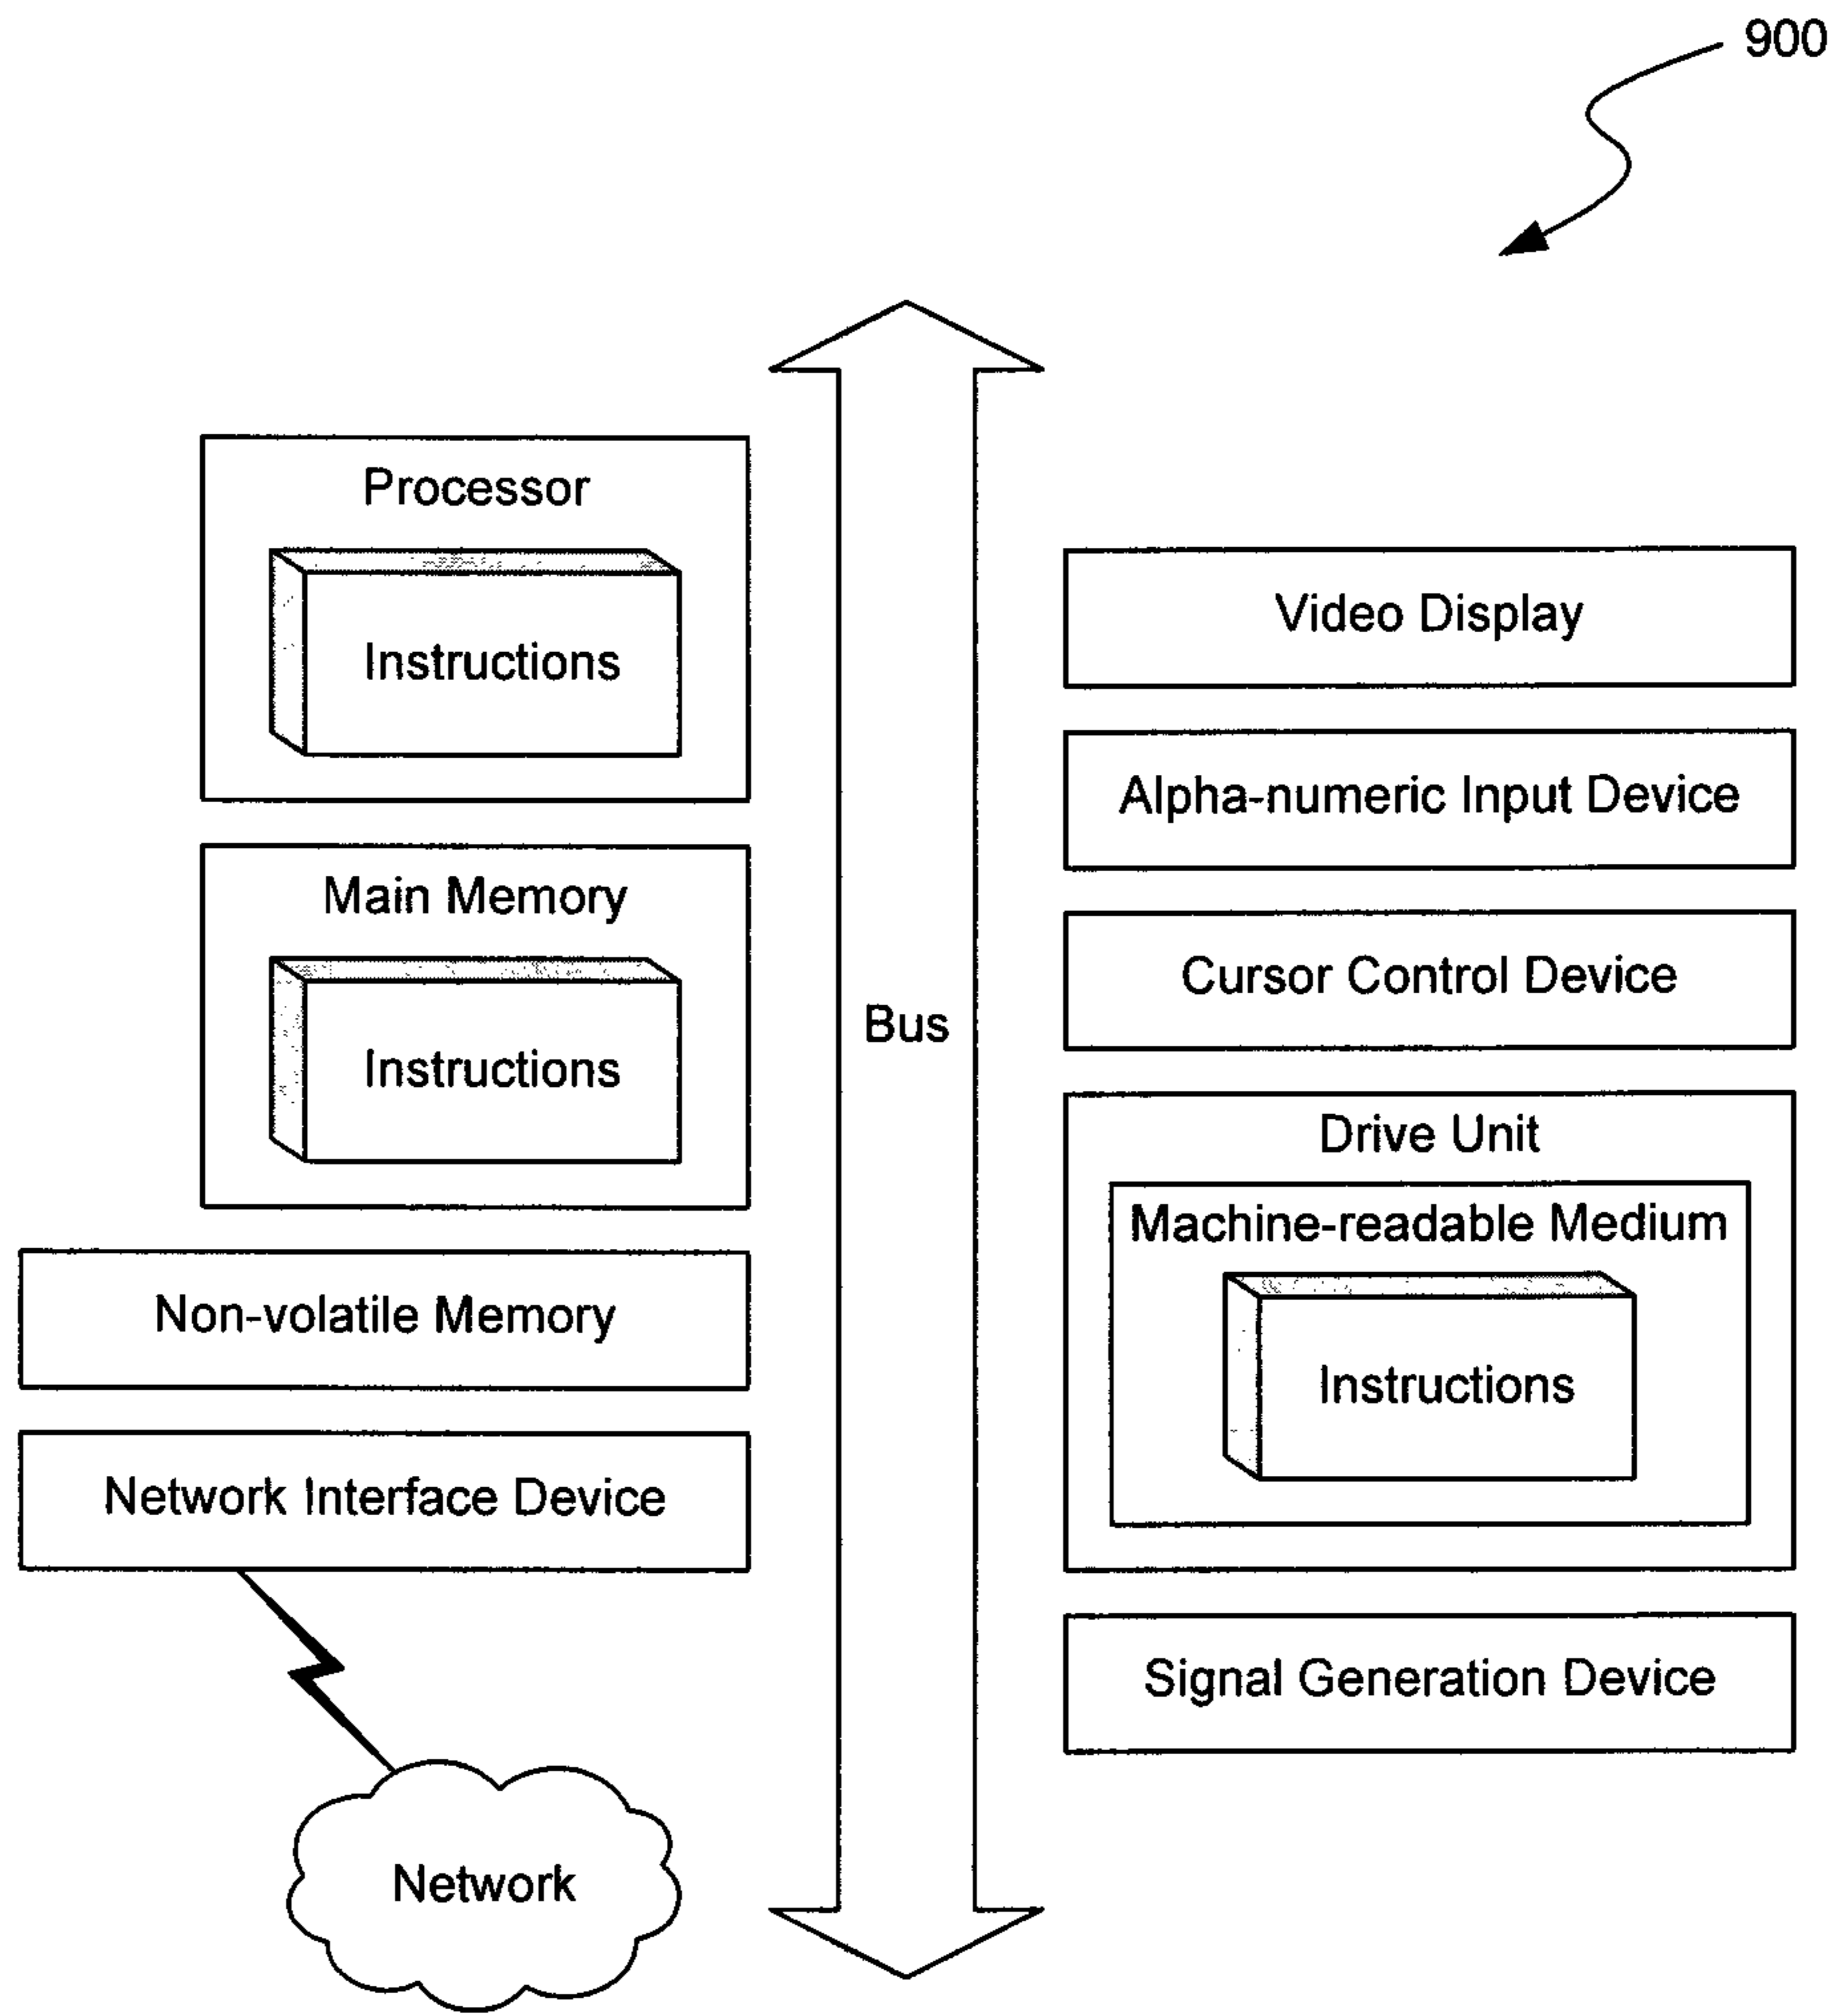 900
Processor
Instructions
Main Memory
Instructions
Non-volatile Memory
Network Interface Device
Network
Bus
Video Display
Alpha-numeric Input Device
Cursor Control Device
Drive Unit
Machine-readable Medium
Instructions
Signal Generation Device